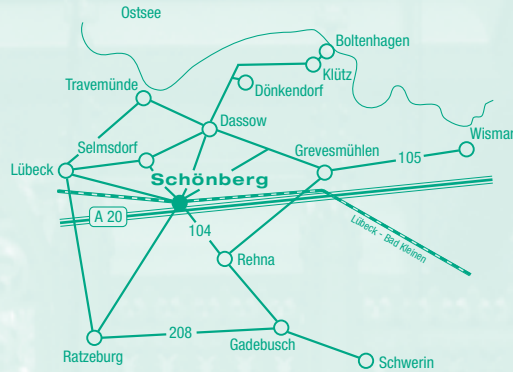 Ostsee
Boltenhagen
Klütz
Travemünde
Dönkendorf
Dassow
Wismar
Selmsdorf
Grevesmühlen
105
Lübeck
Schönberg
A 20
104
Lübeck - Bad Kleinen
Rehna
208
Gadebusch
Ratzeburg
Schwerin